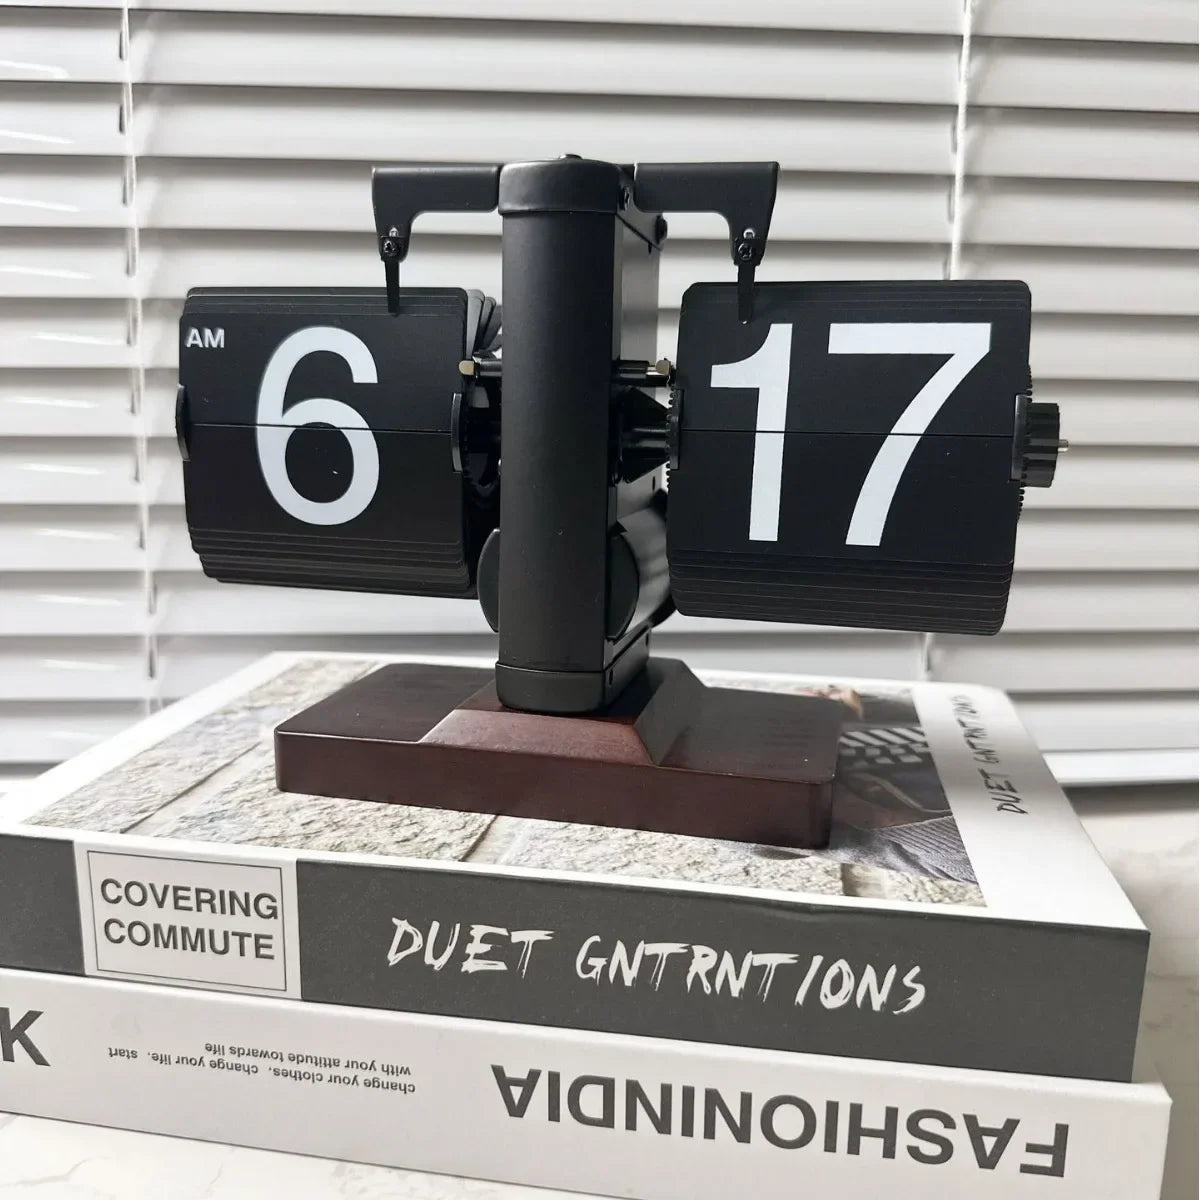 AM
6
17
DUET GNTRNTIONS
COVERING
COMMUTE
DUET GNTRNTIONS
K
change your clothes, change your life. start
with your attitude towards life
FASHIONINDIA